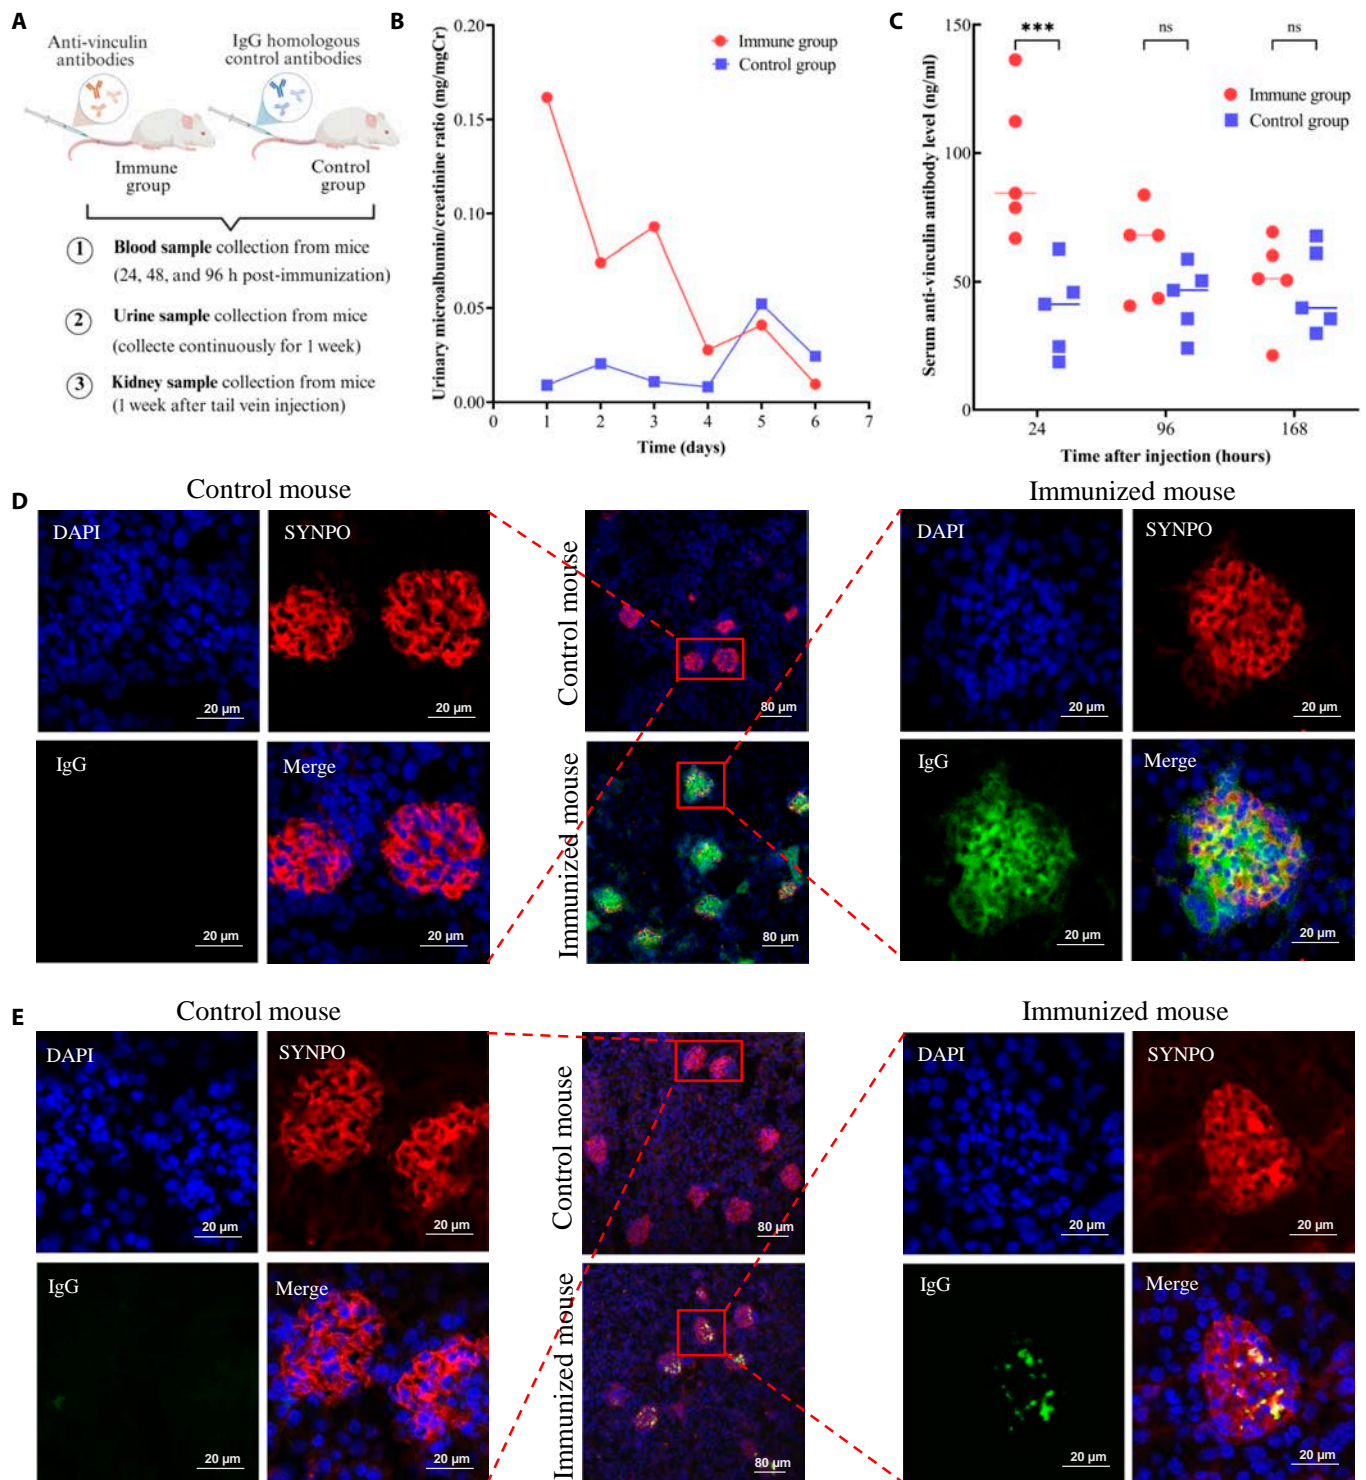 A
Anti-vinculin
antibodies
IgG homologous
control antibodies
Immune
group
Control
group
1 Blood sample collection from mice
(24, 48, and 96 h post-immunization)
2 Urine sample collection from mice
(collecte continuously for 1 week)
3 Kidney sample collection from mice
(1 week after tail vein injection)
B
Urinary microalbumin/creatinine ratio (mg/mgCr)
0.20
0.15
0.10
0.05
0.00
0 1 2 3 4 5 6 7
Time (days)
Immune group
Control group
C
Serum anti-vinculin antibody level (ng/ml)
150
100
50
0
*** ns ns
Immune group
Control group
24 96 168
Time after injection (hours)
D
Control mouse
Immunized mouse
DAPI
20 µm
SYNPO
20 µm
IgG
20 µm
Merge
20 µm
Control mouse
80 µm
Immunized mouse
80 µm
DAPI
20 µm
SYNPO
20 µm
IgG
20 µm
Merge
20 µm
E
Control mouse
Immunized mouse
DAPI
20 µm
SYNPO
20 µm
IgG
20 µm
Merge
20 µm
Control mouse
80 µm
Immunized mouse
80 µm
DAPI
20 µm
SYNPO
20 µm
IgG
20 µm
Merge
20 µm